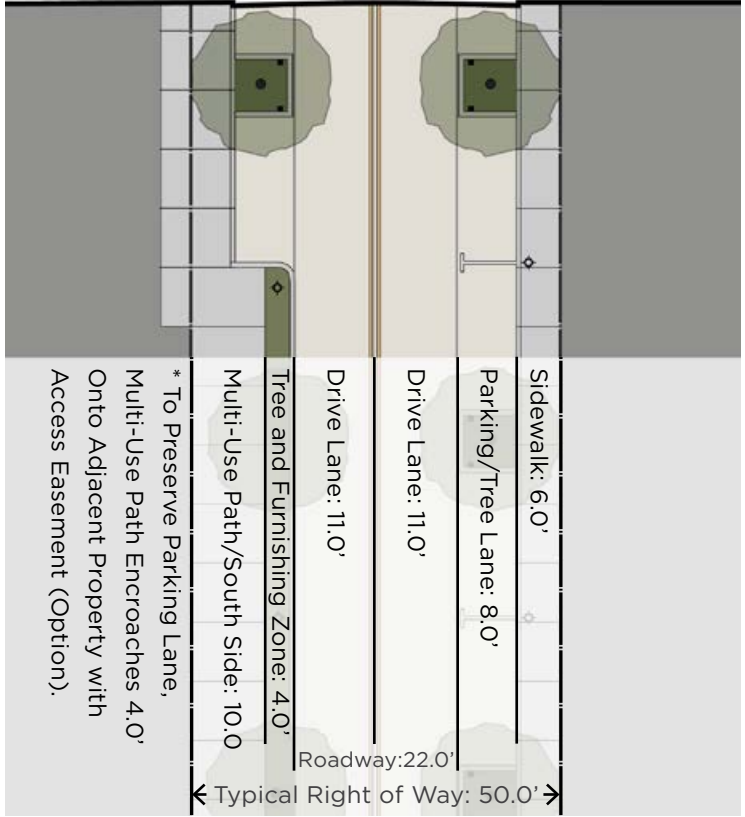 Sidewalk: 6.0’
Parking/Tree Lane: 8.0’
Drive Lane: 11.0’
Drive Lane: 11.0’
Tree and Furnishing Zone: 4.0’
Multi-Use Path/South Side: 10.0
* To Preserve Parking Lane,
Multi-Use Path Encroaches 4.0’
Onto Adjacent Property with
Access Easement (Option).
Roadway:22.0’
Typical Right of Way: 50.0’